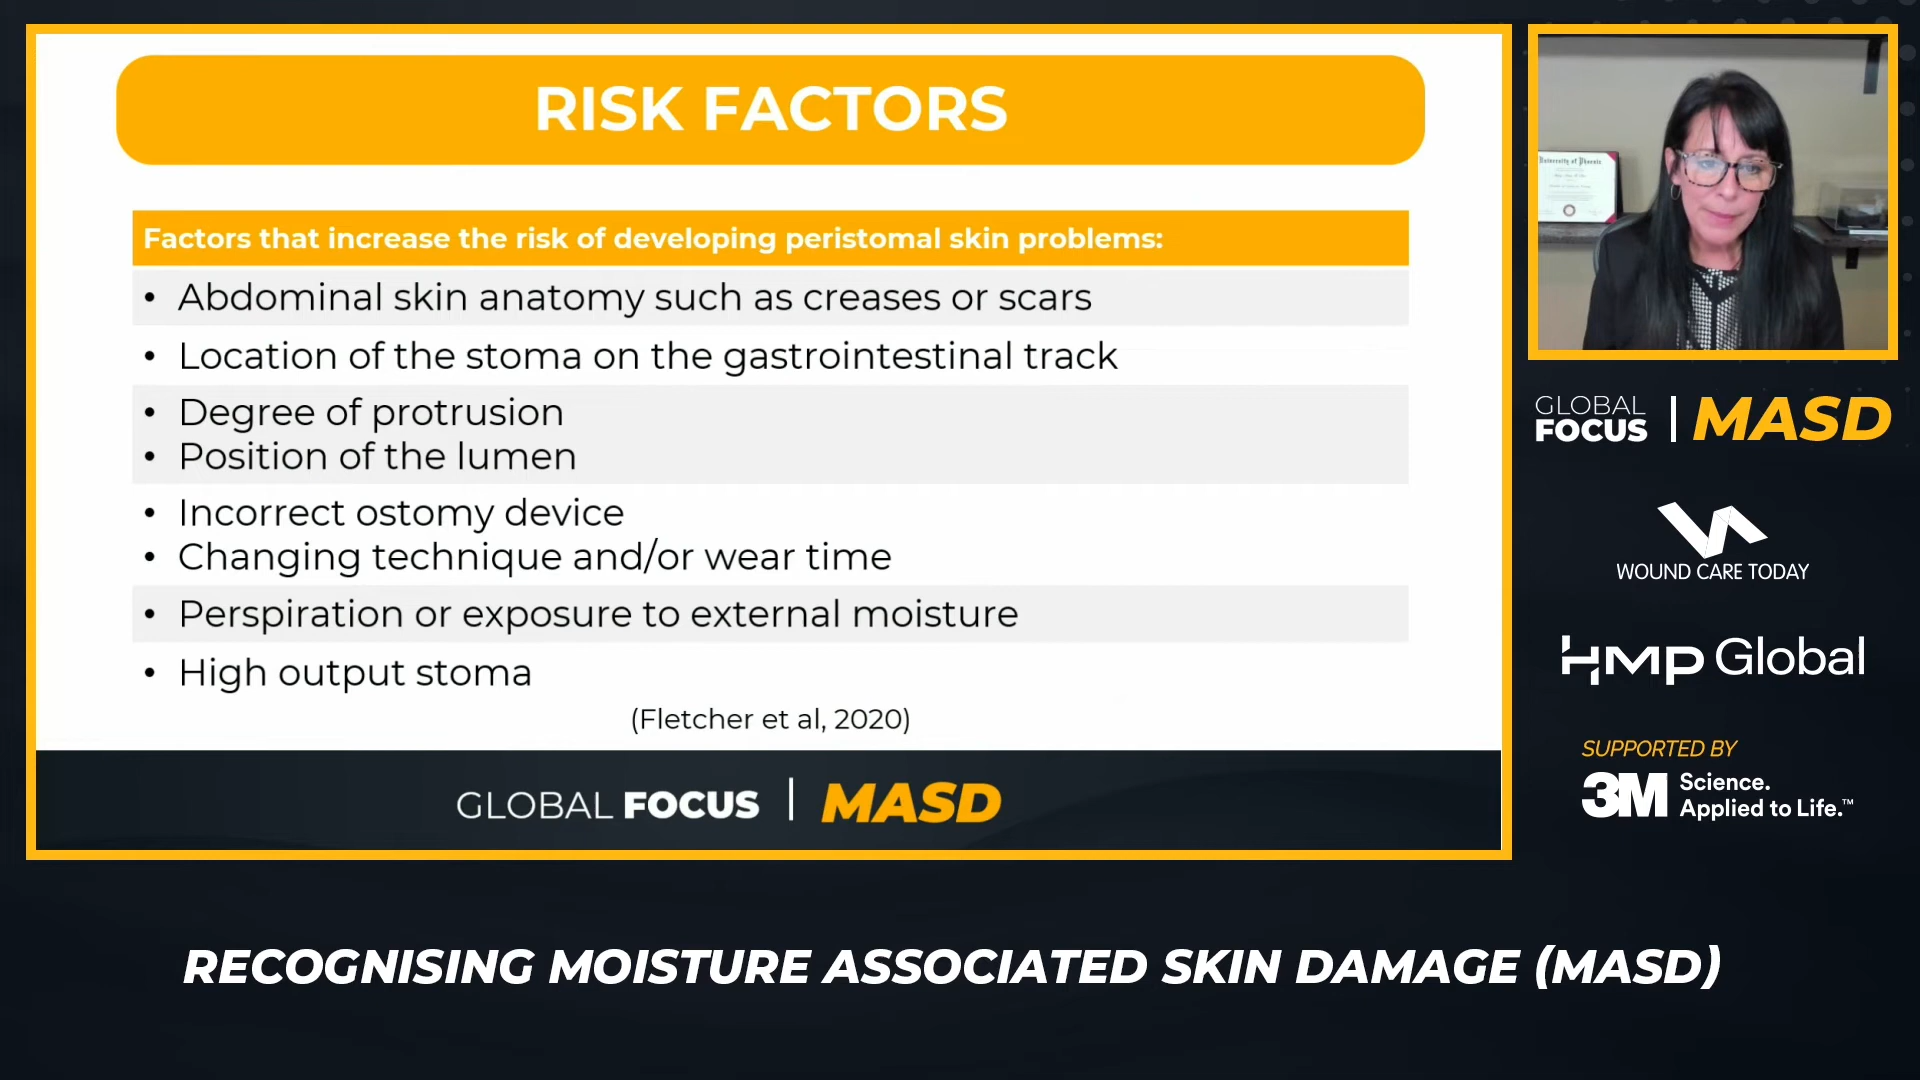 RISK FACTORS
Factors that increase the risk of developing peristomal skin problems:
• Abdominal skin anatomy such as creases or scars
• Location of the stoma on the gastrointestinal track
• Degree of protrusion
• Position of the lumen
• Incorrect ostomy device
• Changing technique and/or wear time
• Perspiration or exposure to external moisture
• High output stoma
(Fletcher et al, 2020)
GLOBAL FOCUS | MASD
University of Phoenix
GLOBAL
FOCUS | MASD
WOUND CARE TODAY
HMP Global
SUPPORTED BY
3M Science.
Applied to Life.™
RECOGNISING MOISTURE ASSOCIATED SKIN DAMAGE (MASD)